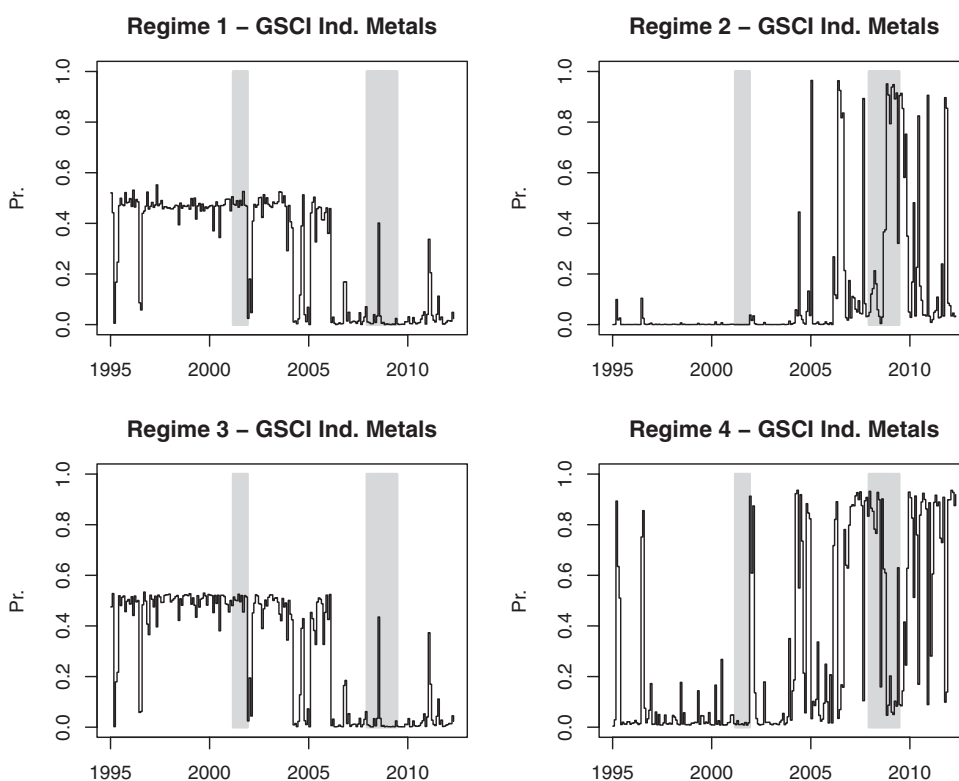 Regime 1 – GSCI Ind. Metals
Pr.
0.0 0.2 0.4 0.6 0.8 1.0
1995 2000 2005 2010
Regime 2 – GSCI Ind. Metals
Pr.
0.0 0.2 0.4 0.6 0.8 1.0
1995 2000 2005 2010
Regime 3 – GSCI Ind. Metals
Pr.
0.0 0.2 0.4 0.6 0.8 1.0
1995 2000 2005 2010
Regime 4 – GSCI Ind. Metals
Pr.
0.0 0.2 0.4 0.6 0.8 1.0
1995 2000 2005 2010